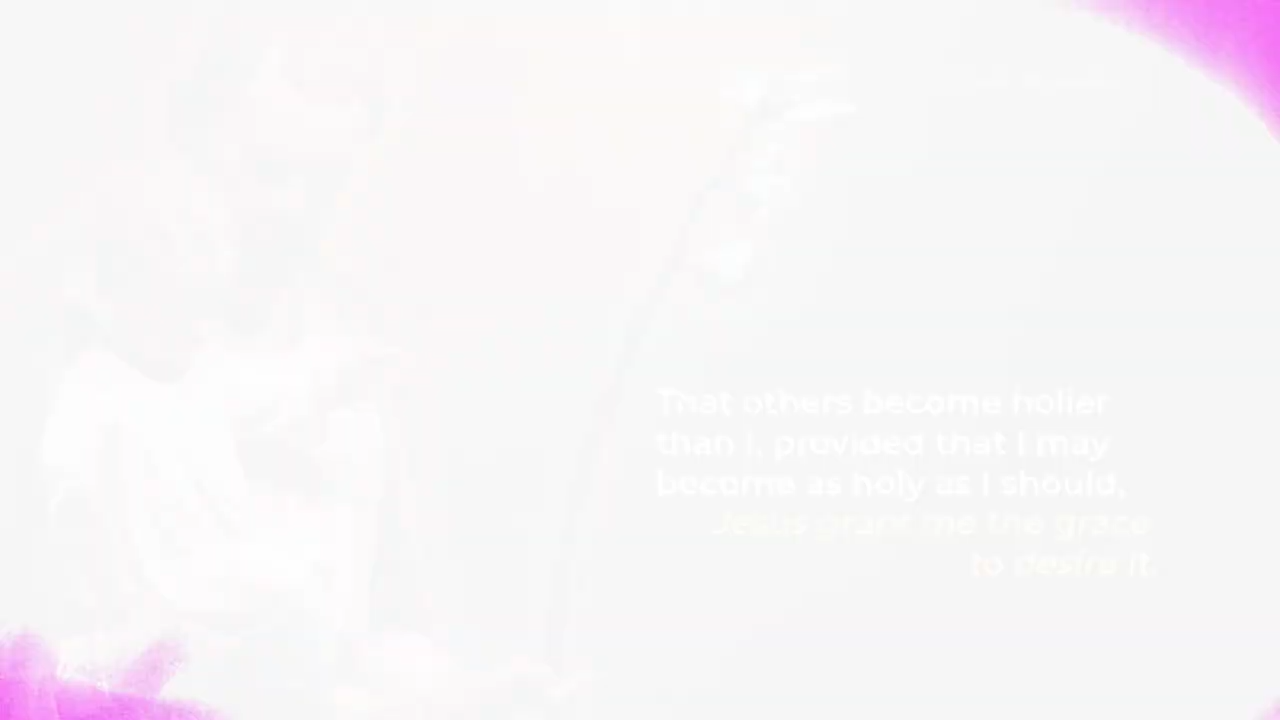 That others become holier
than I, provided that I may
become as holy as I should,
Jesus grant me the grace
to desire it.